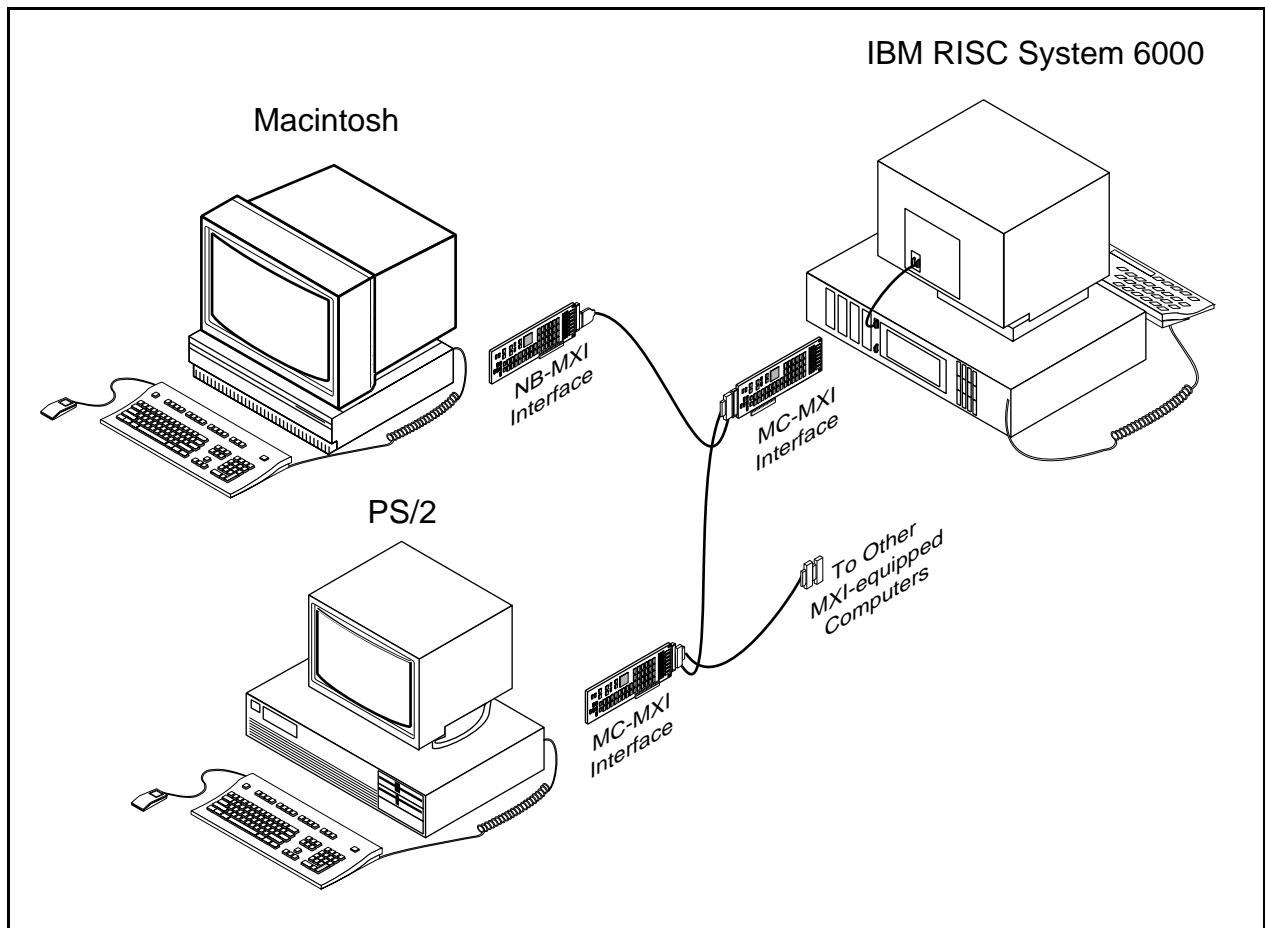 IBM RISC System 6000
Macintosh
NB-MXI
Interface
MC-MXI
Interface
PS/2
To Other
MXI-equipped
Computers
MC-MXI
Interface